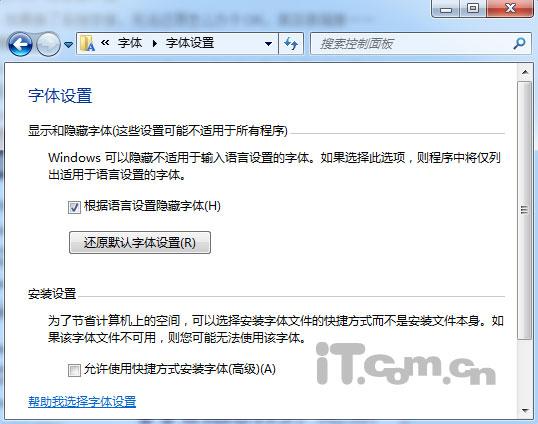 « 字体 ▸ 字体设置
搜索控制面板
字体设置
显示和隐藏字体(这些设置可能不适用于所有程序)
Windows 可以隐藏不适用于输入语言设置的字体。如果选择此选项，则程序中将仅列
出适用于语言设置的字体。
根据语言设置隐藏字体(H)
还原默认字体设置(R)
安装设置
为了节省计算机上的空间，可以选择安装字体文件的快捷方式而不是安装文件本身。如
果该字体文件不可用，则您可能无法使用该字体。
允许使用快捷方式安装字体(高级)(A)
iT.com.cn
帮助我选择字体设置